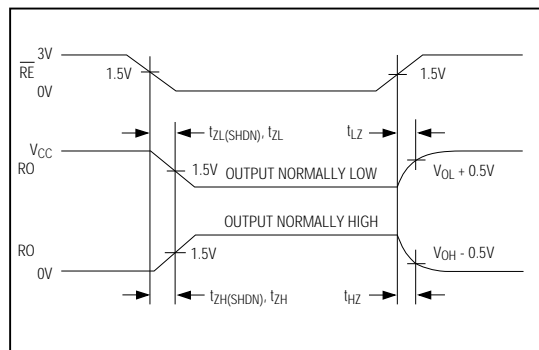 3V
RE
1.5V
1.5V
0V
tZL(SHDN), tZL
tLZ
VCC
RO
1.5V
OUTPUT NORMALLY LOW
VOL + 0.5V
OUTPUT NORMALLY HIGH
RO
1.5V
VOH - 0.5V
0V
tZH(SHDN), tZH
tHZ